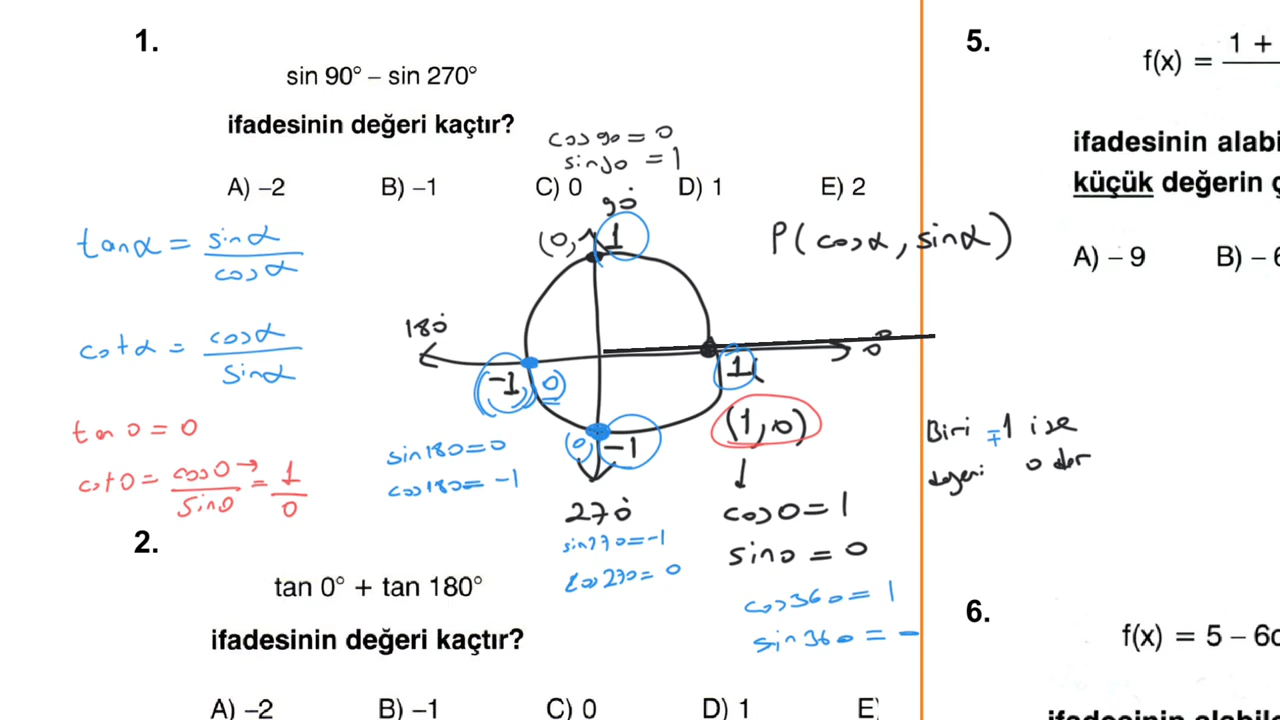 1.
sin 90° – sin 270°
ifadesinin değeri kaçtır?
A) –2 B) –1 C) 0 D) 1 E) 2
cos 90 = 0
sin 90 = 1
90°
(0, 1
P(cosα, sinα)
tanα = sinα / cosα
cotα = cosα / sinα
180°
0°
(–1, 0)
1
(1, 0)
(0, –1
270°
tan 0 = 0
cot 0 = cos 0 → / sin 0 = 1 / 0
sin 180 = 0
cos 180 = –1
sin 270 = –1
cos 270 = 0
cos 0 = 1
sin 0 = 0
cos 360 = 1
sin 360 =
Biri ∓1 ise
değeri 0 dır
2.
tan 0° + tan 180°
ifadesinin değeri kaçtır?
A) –2 B) –1 C) 0 D) 1 E)
5.
f(x) = 1 +
ifadesinin alabi
küçük değerin
A) – 9 B) – 6
6.
f(x) = 5 – 6c
ifadesinin alabile